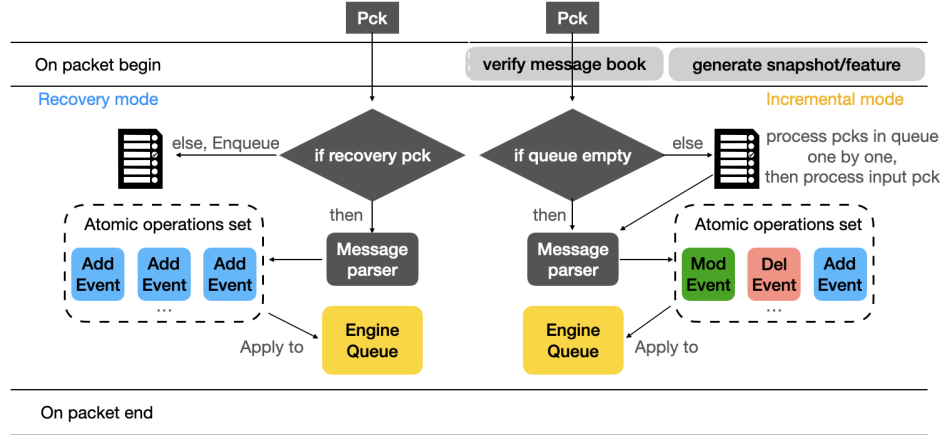 Pck
Pck
On packet begin
verify message book
generate snapshot/feature
Recovery mode
Incremental mode
else, Enqueue
if recovery pck
if queue empty
else
process pcks in queue
one by one,
then process input pck
then
then
Atomic operations set
Message
parser
Message
parser
Atomic operations set
Add
Event
Add
Event
Add
Event
...
Mod
Event
Del
Event
Add
Event
...
Apply to
Engine
Queue
Engine
Queue
Apply to
On packet end